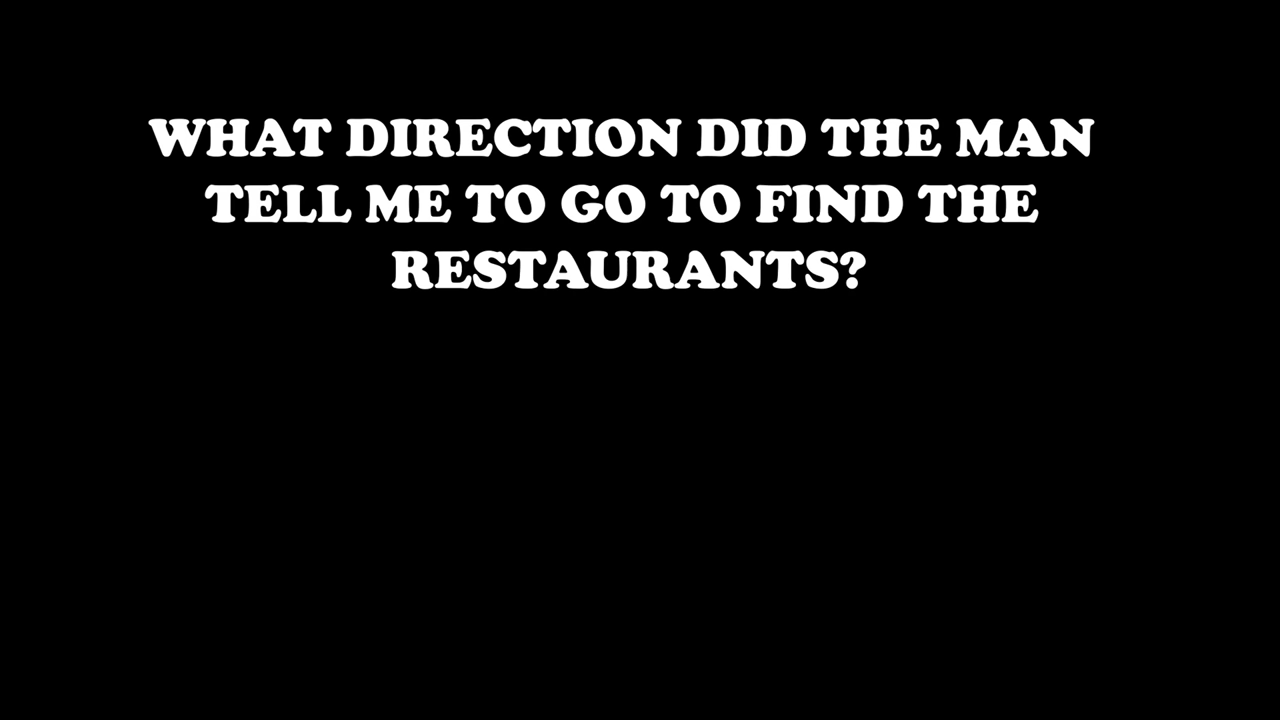 WHAT DIRECTION DID THE MAN
TELL ME TO GO TO FIND THE
RESTAURANTS?